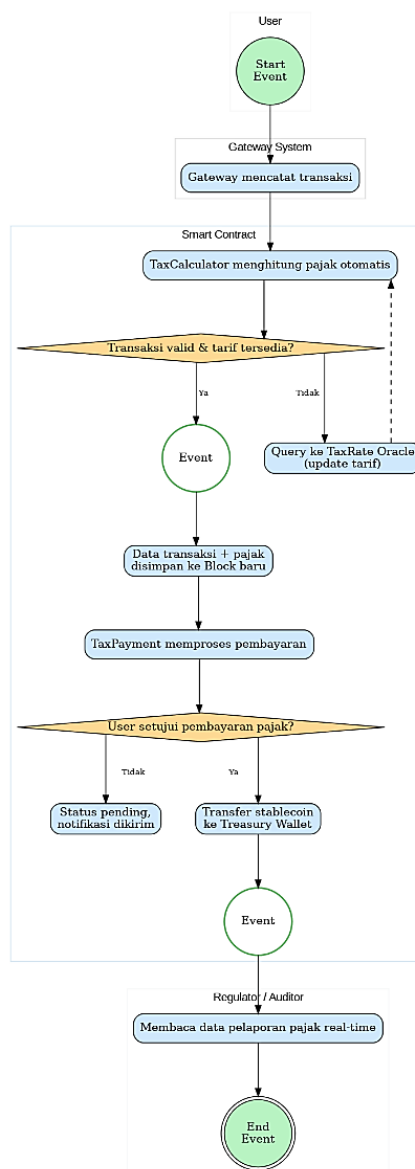 User
Start
Event
Gateway System
Gateway mencatat transaksi
Smart Contract
TaxCalculator menghitung pajak otomatis
Transaksi valid & tarif tersedia?
Ya
Tidak
Event
Query ke TaxRate Oracle
(update tarif)
Data transaksi + pajak
disimpan ke Block baru
TaxPayment memproses pembayaran
User setujui pembayaran pajak?
Tidak
Ya
Status pending,
notifikasi dikirim
Transfer stablecoin
ke Treasury Wallet
Event
Regulator / Auditor
Membaca data pelaporan pajak real-time
End
Event